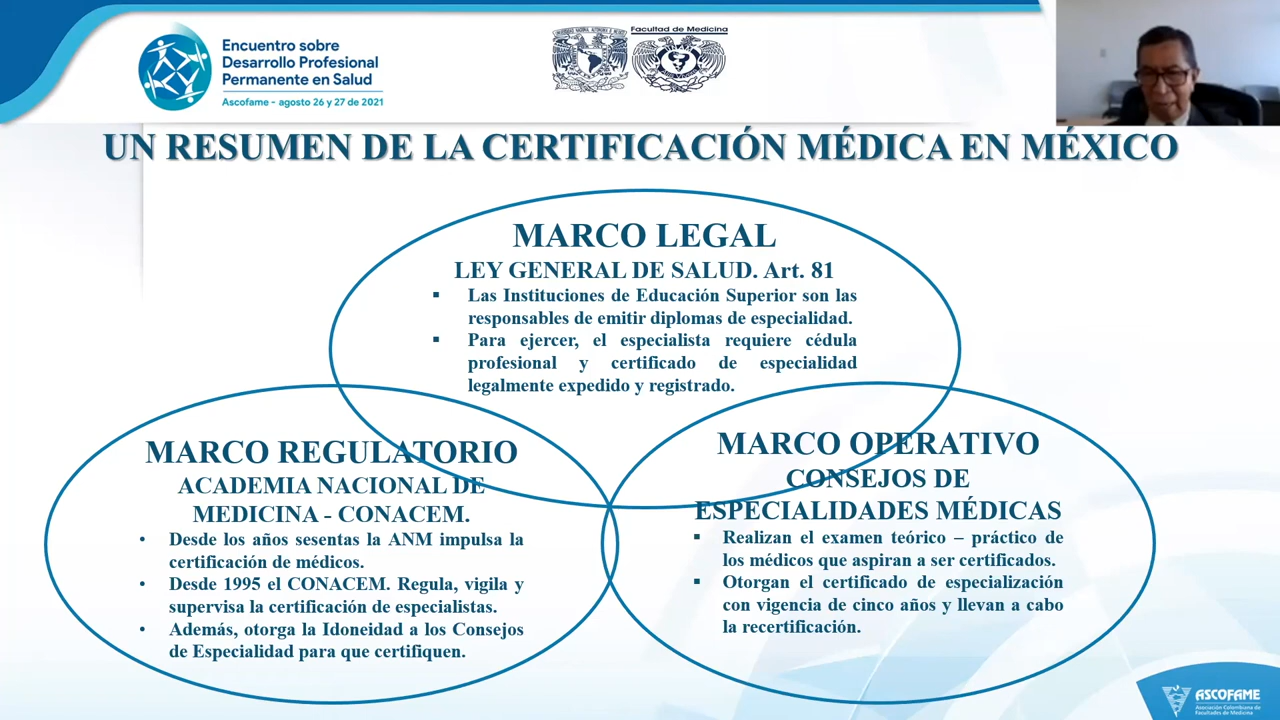 Encuentro sobre
Desarrollo Profesional
Permanente en Salud
Ascofame - agosto 26 y 27 de 2021
Facultad de Medicina
UN RESUMEN DE LA CERTIFICACIÓN MÉDICA EN MÉXICO
MARCO LEGAL
LEY GENERAL DE SALUD. Art. 81
▪ Las Instituciones de Educación Superior son las
responsables de emitir diplomas de especialidad.
▪ Para ejercer, el especialista requiere cédula
profesional y certificado de especialidad
legalmente expedido y registrado.
MARCO REGULATORIO
ACADEMIA NACIONAL DE
MEDICINA - CONACEM.
• Desde los años sesentas la ANM impulsa la
certificación de médicos.
• Desde 1995 el CONACEM. Regula, vigila y
supervisa la certificación de especialistas.
• Además, otorga la Idoneidad a los Consejos
de Especialidad para que certifiquen.
MARCO OPERATIVO
CONSEJOS DE
ESPECIALIDADES MÉDICAS
▪ Realizan el examen teórico – práctico de
los médicos que aspiran a ser certificados.
▪ Otorgan el certificado de especialización
con vigencia de cinco años y llevan a cabo
la recertificación.
ASCOFAME
Asociación Colombiana de
Facultades de Medicina